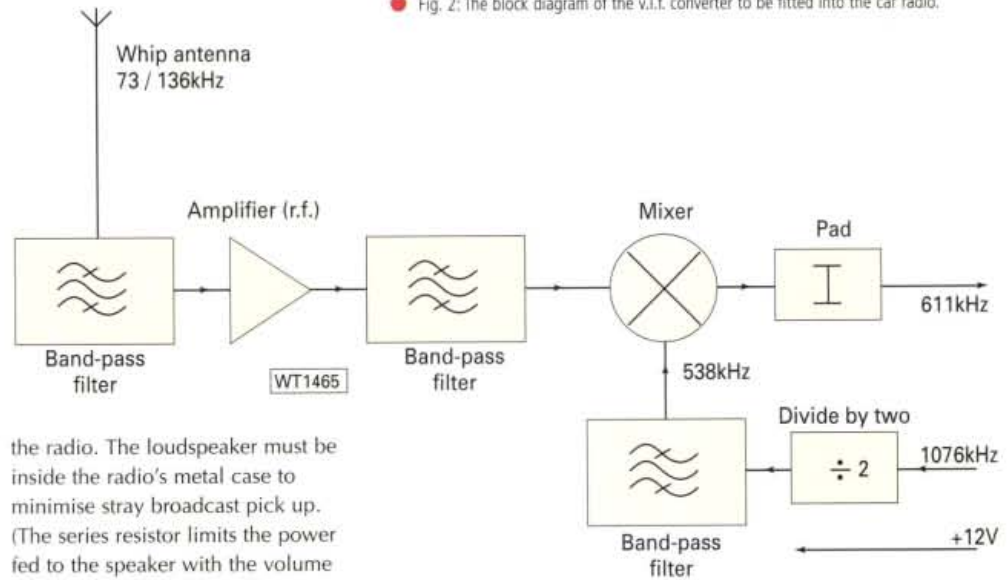 Fig. 2: The block diagram of the v.l.f. converter to be fitted into the car radio.
Whip antenna
73 / 136kHz
Amplifier (r.f.)
Mixer
Pad
611kHz
Band-pass
filter
WT1465
Band-pass
filter
538kHz
Divide by two
÷ 2
1076kHz
Band-pass
filter
+12V
the radio. The loudspeaker must be
inside the radio's metal case to
minimise stray broadcast pick up.
(The series resistor limits the power
fed to the speaker with the volume